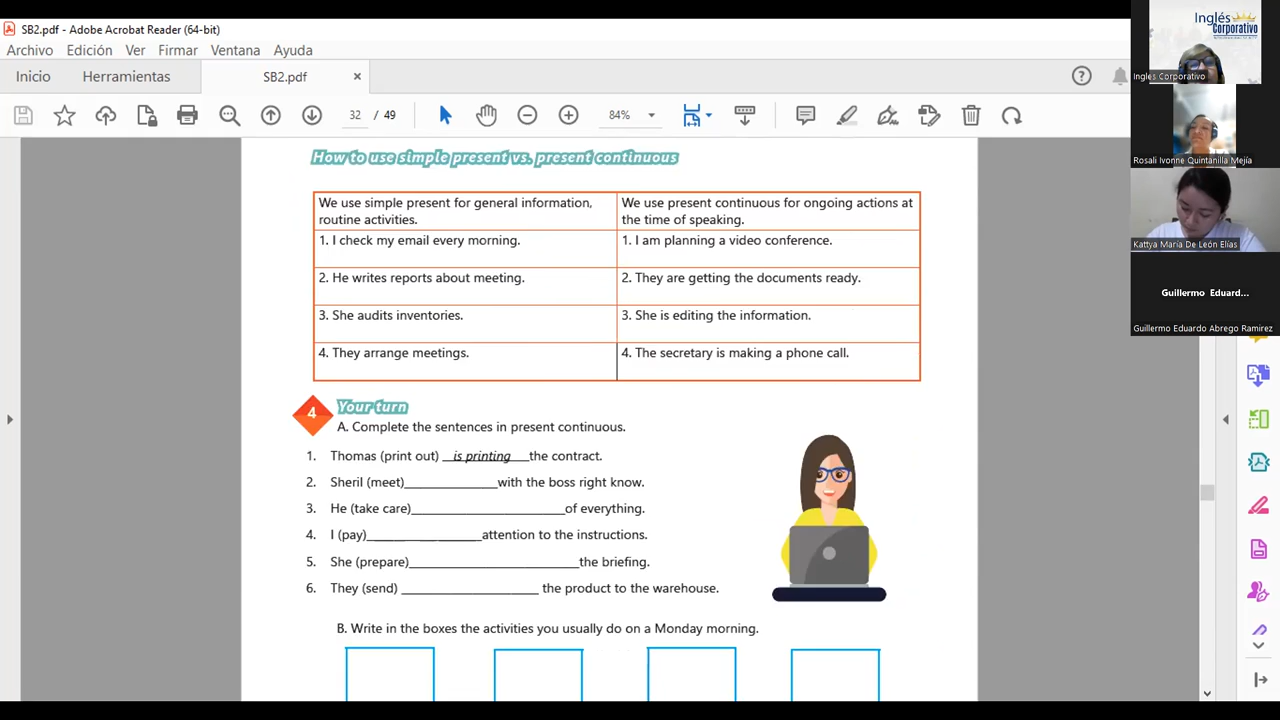 SB2.pdf - Adobe Acrobat Reader (64-bit)
Archivo Edición Ver Firmar Ventana Ayuda
Inicio Herramientas SB2.pdf ×
32 / 49 84%
How to use simple present vs. present continuous
We use simple present for general information, routine activities.
We use present continuous for ongoing actions at the time of speaking.
1. I check my email every morning.
1. I am planning a video conference.
2. He writes reports about meeting.
2. They are getting the documents ready.
3. She audits inventories.
3. She is editing the information.
4. They arrange meetings.
4. The secretary is making a phone call.
4 Your turn
A. Complete the sentences in present continuous.
1. Thomas (print out) __is printing___the contract.
2. Sheril (meet)______________with the boss right know.
3. He (take care)_______________________of everything.
4. I (pay)_________________attention to the instructions.
5. She (prepare)_________________________the briefing.
6. They (send) ____________________ the product to the warehouse.
B. Write in the boxes the activities you usually do on a Monday morning.
Inglés
Corporativo
Ingles Corporativo
Rosali Ivonne Quintanilla Mejía
Kattya María De León Elías
Guillermo Eduard...
Guillermo Eduardo Abrego Ramirez